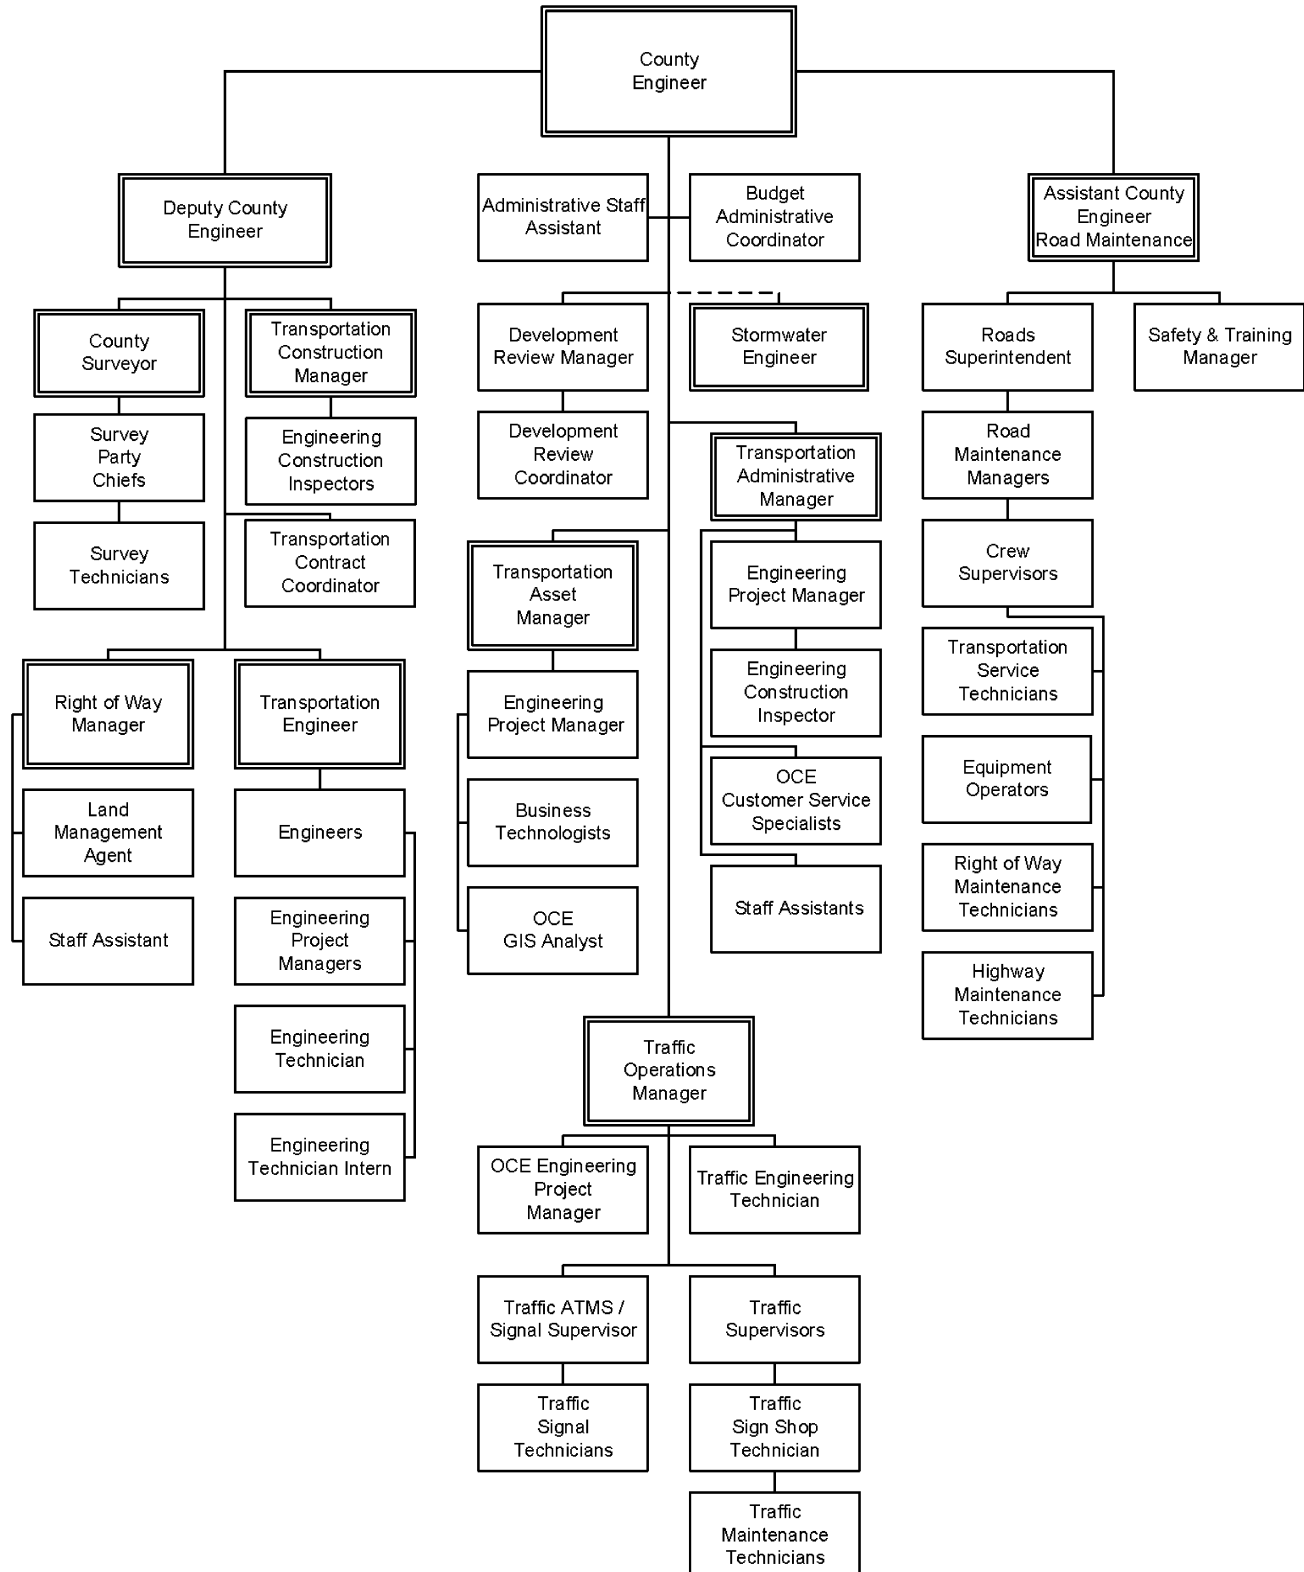 County
Engineer
Deputy County
Engineer
Administrative Staff
Assistant
Budget
Administrative
Coordinator
Assistant County
Engineer
Road Maintenance
County
Surveyor
Transportation
Construction
Manager
Development
Review Manager
Stormwater
Engineer
Roads
Superintendent
Safety & Training
Manager
Survey
Party
Chiefs
Engineering
Construction
Inspectors
Development
Review
Coordinator
Transportation
Administrative
Manager
Road
Maintenance
Managers
Survey
Technicians
Transportation
Contract
Coordinator
Transportation
Asset
Manager
Engineering
Project Manager
Crew
Supervisors
Right of Way
Manager
Transportation
Engineer
Engineering
Project Manager
Engineering
Construction
Inspector
Transportation
Service
Technicians
Land
Management
Agent
Engineers
Business
Technologists
OCE
Customer Service
Specialists
Equipment
Operators
Staff Assistant
Engineering
Project
Managers
OCE
GIS Analyst
Staff Assistants
Right of Way
Maintenance
Technicians
Engineering
Technician
Traffic
Operations
Manager
Highway
Maintenance
Technicians
Engineering
Technician Intern
OCE Engineering
Project
Manager
Traffic Engineering
Technician
Traffic ATMS /
Signal Supervisor
Traffic
Supervisors
Traffic
Signal
Technicians
Traffic
Sign Shop
Technician
Traffic
Maintenance
Technicians